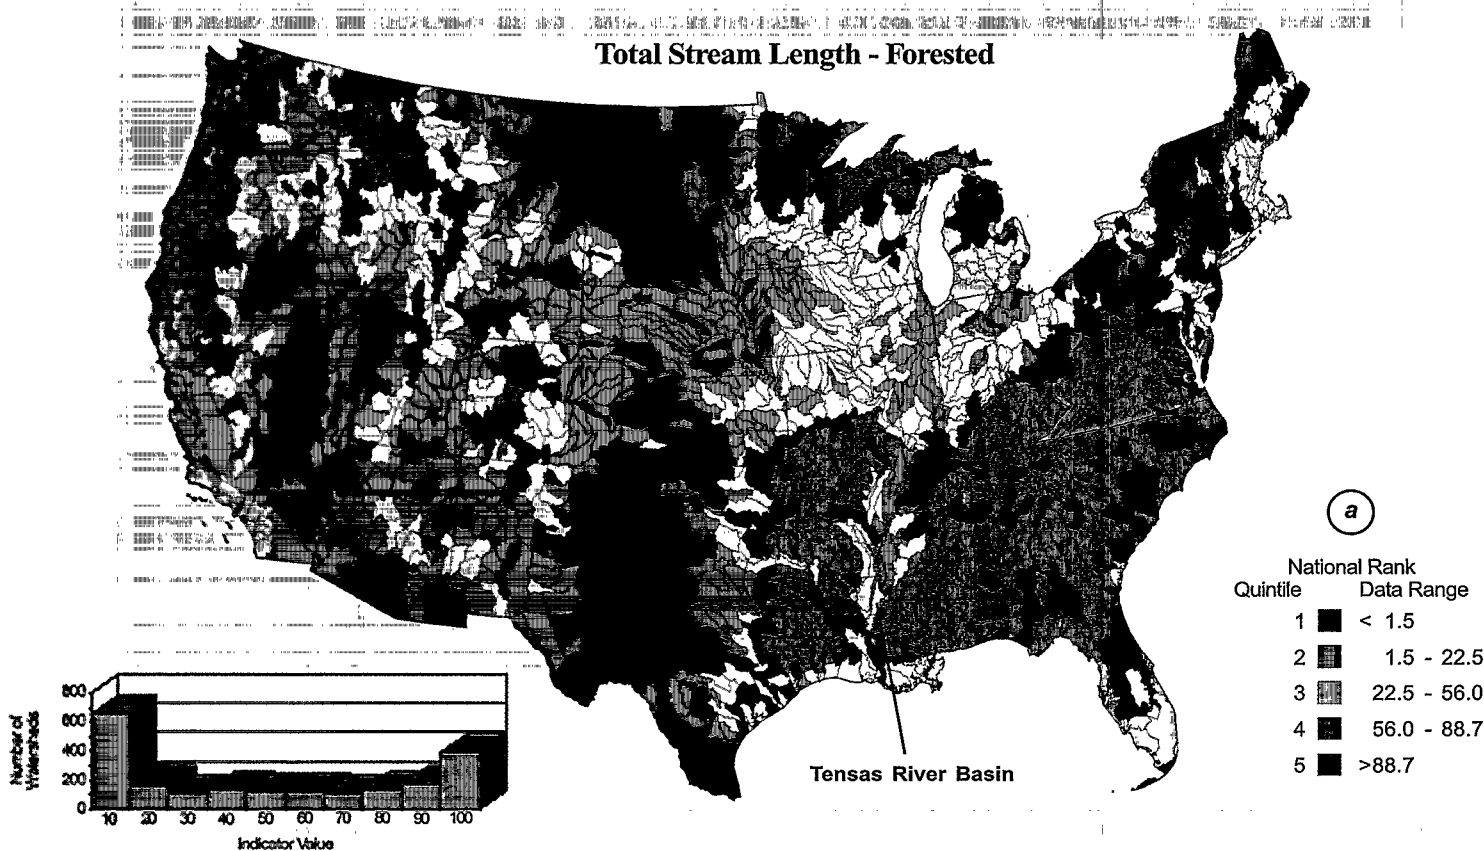 Total Stream Length - Forested
a
National Rank
Quintile Data Range
1 < 1.5
2 1.5 - 22.5
3 22.5 - 56.0
4 56.0 - 88.7
5 >88.7
Tensas River Basin
800
600
400
200
0
Number of
Watersheds
10 20 30 40 50 60 70 80 90 100
Indicator Value